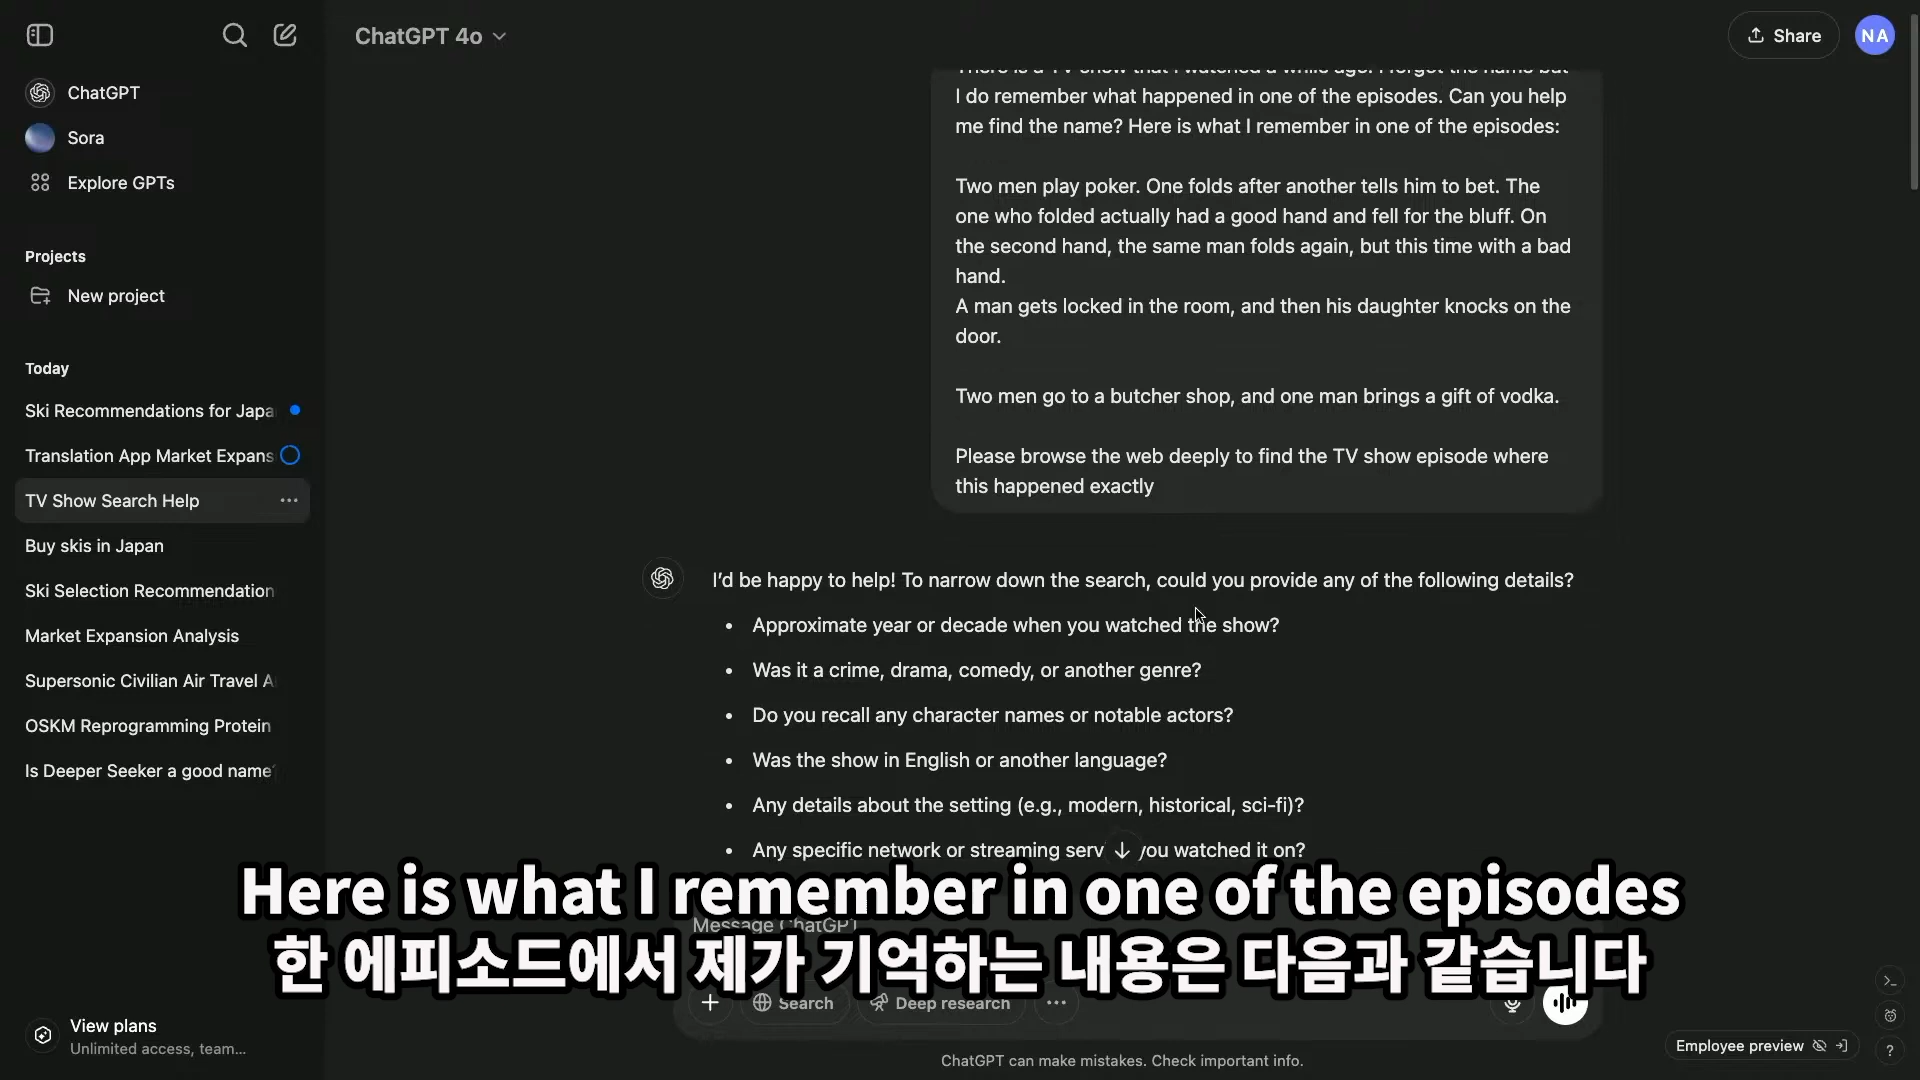 ChatGPT 4o
Share
NA
ChatGPT
Sora
Explore GPTs
Projects
New project
Today
Ski Recommendations for Japa
Translation App Market Expans
TV Show Search Help
Buy skis in Japan
Ski Selection Recommendation
Market Expansion Analysis
Supersonic Civilian Air Travel A
OSKM Reprogramming Protein
Is Deeper Seeker a good name
View plans
Unlimited access, team...
There is a TV show that I watched a while ago. I forgot the name but
I do remember what happened in one of the episodes. Can you help
me find the name? Here is what I remember in one of the episodes:
Two men play poker. One folds after another tells him to bet. The
one who folded actually had a good hand and fell for the bluff. On
the second hand, the same man folds again, but this time with a bad
hand.
A man gets locked in the room, and then his daughter knocks on the
door.
Two men go to a butcher shop, and one man brings a gift of vodka.
Please browse the web deeply to find the TV show episode where
this happened exactly
I'd be happy to help! To narrow down the search, could you provide any of the following details?
• Approximate year or decade when you watched the show?
• Was it a crime, drama, comedy, or another genre?
• Do you recall any character names or notable actors?
• Was the show in English or another language?
• Any details about the setting (e.g., modern, historical, sci-fi)?
• Any specific network or streaming serv you watched it on?
Here is what I remember in one of the episodes
Message ChatGPT
한 에피소드에서 제가 기억하는 내용은 다음과 같습니다
Search
Deep research
Employee preview
?
ChatGPT can make mistakes. Check important info.